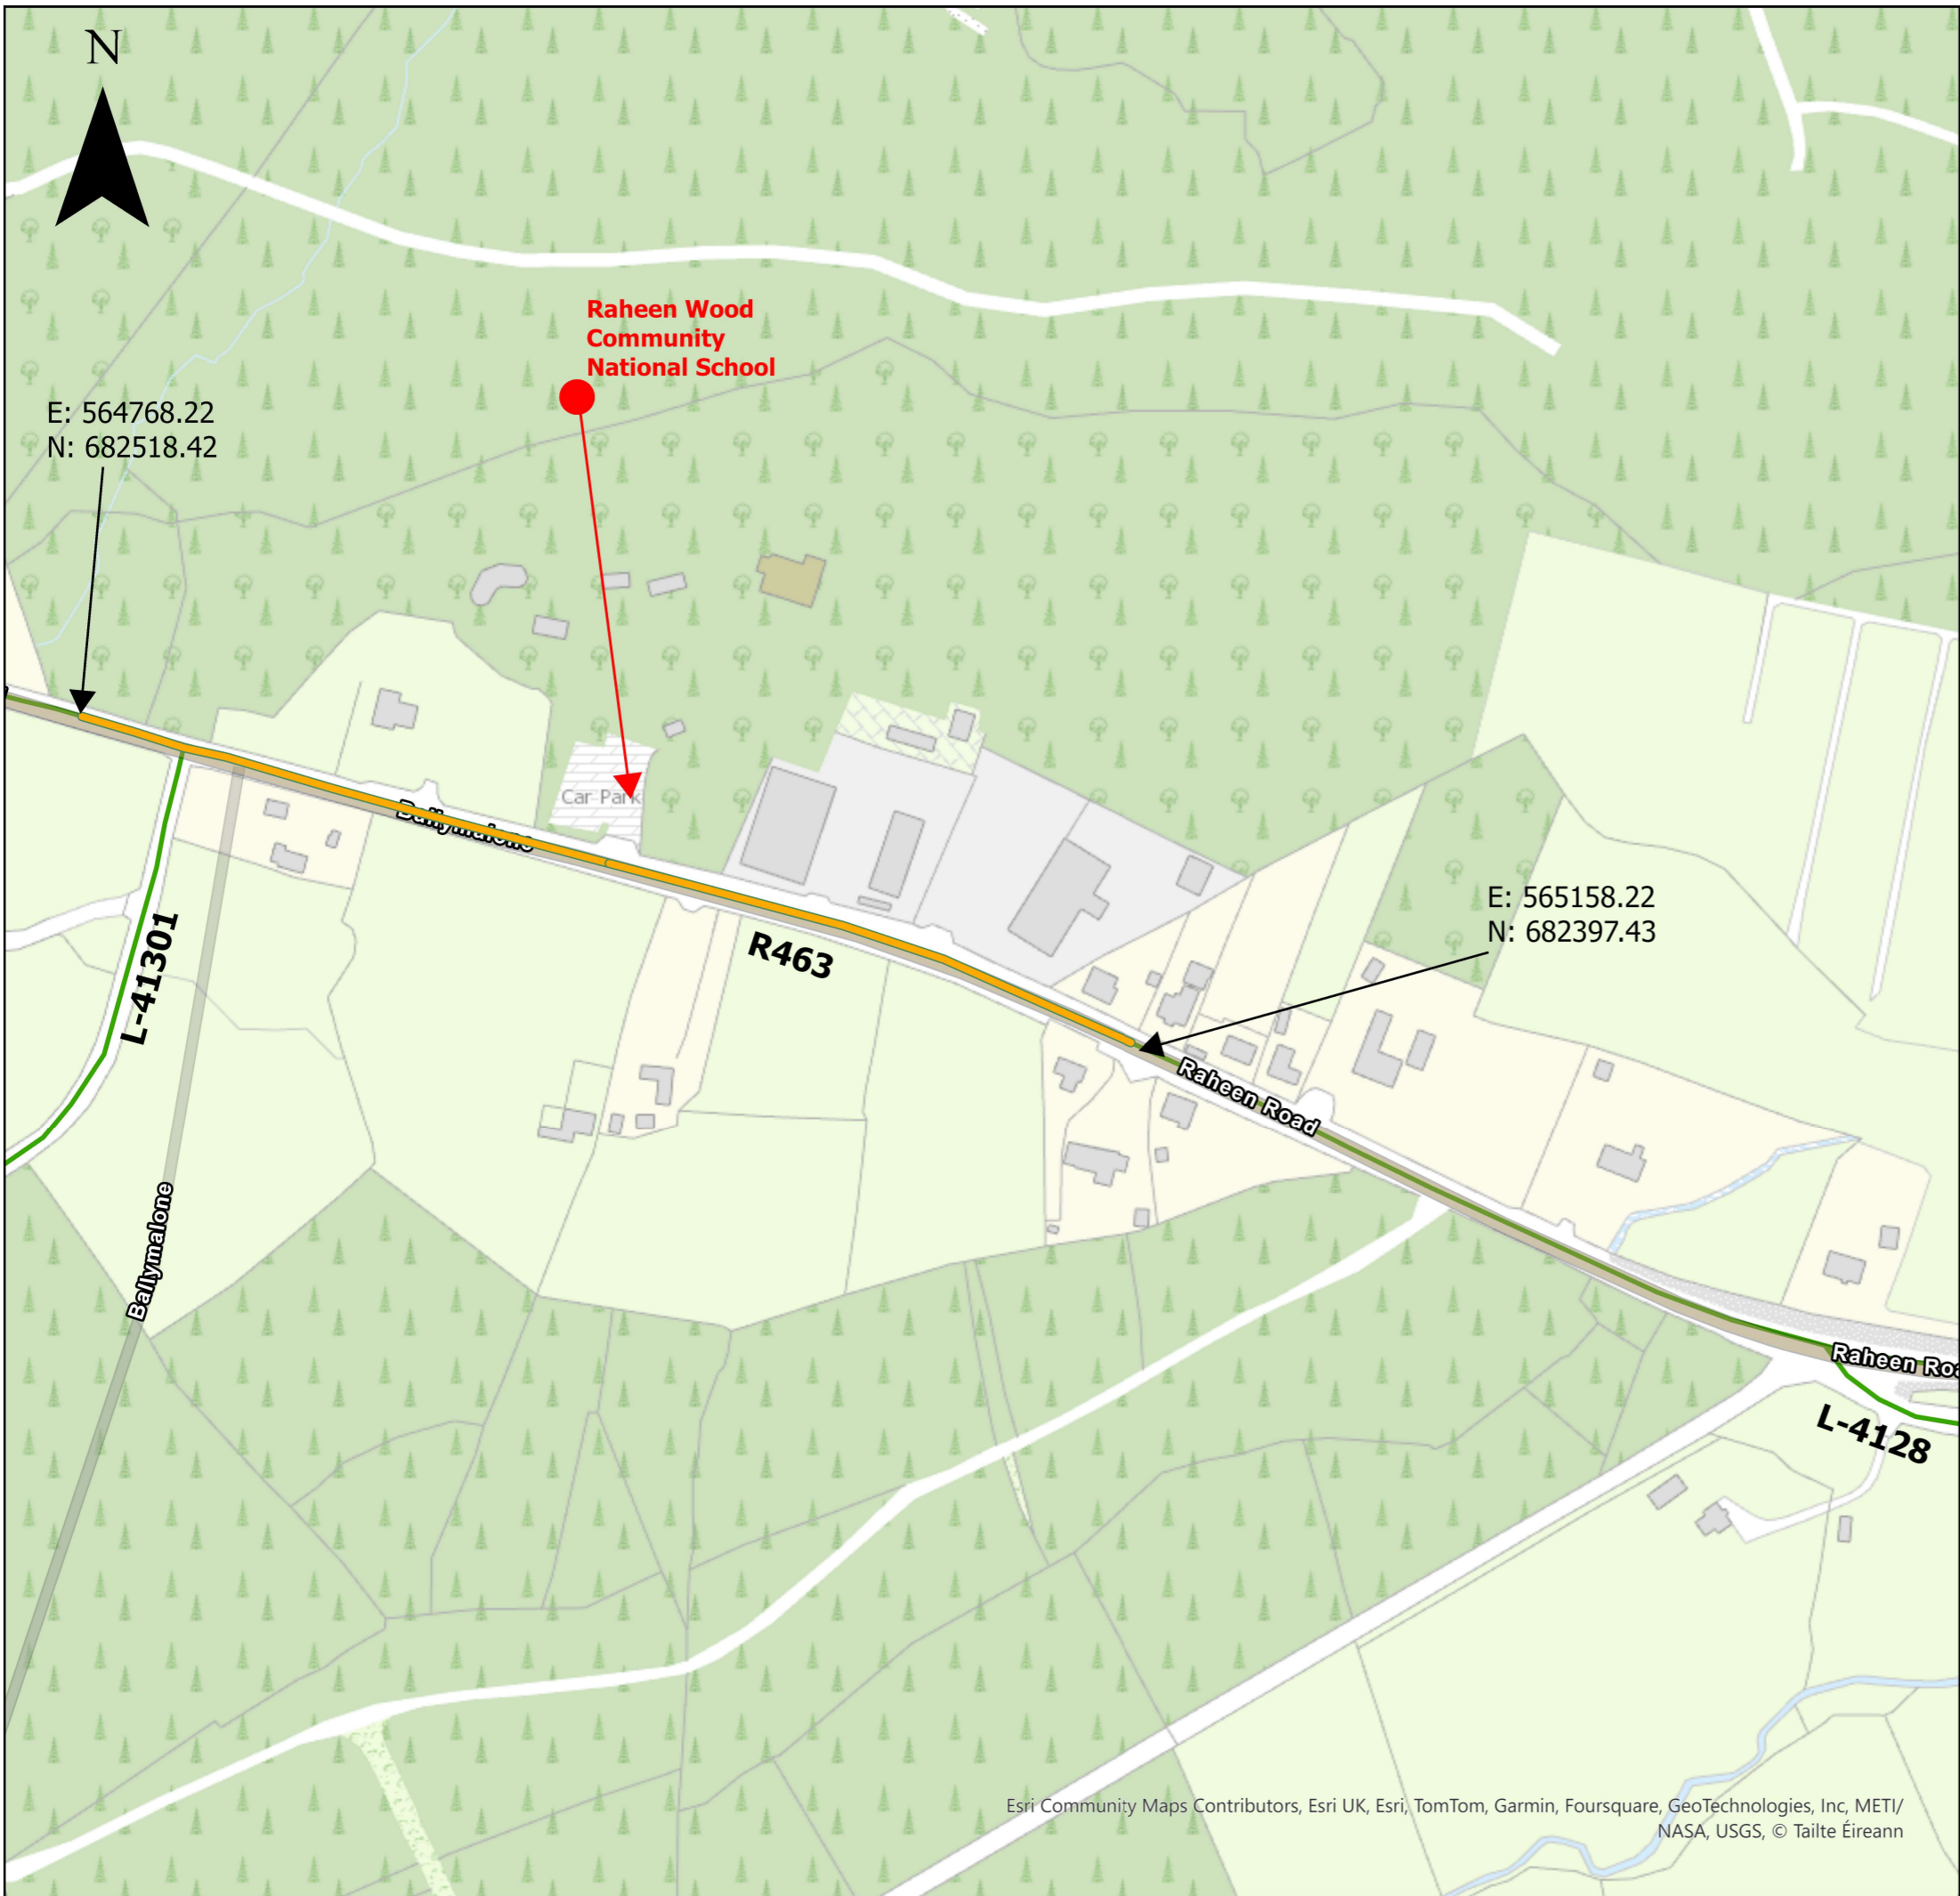 N
Raheen Wood
Community
National School
E: 564768.22
N: 682518.42
Car-Park
Ballymalone
R463
E: 565158.22
N: 682397.43
L-41301
Raheen Road
Ballymalone
Raheen Roa
L-4128
Esri Community Maps Contributors, Esri UK, Esri, TomTom, Garmin, Foursquare, GeoTechnologies, Inc, METI/
NASA, USGS, © Tailte Éireann